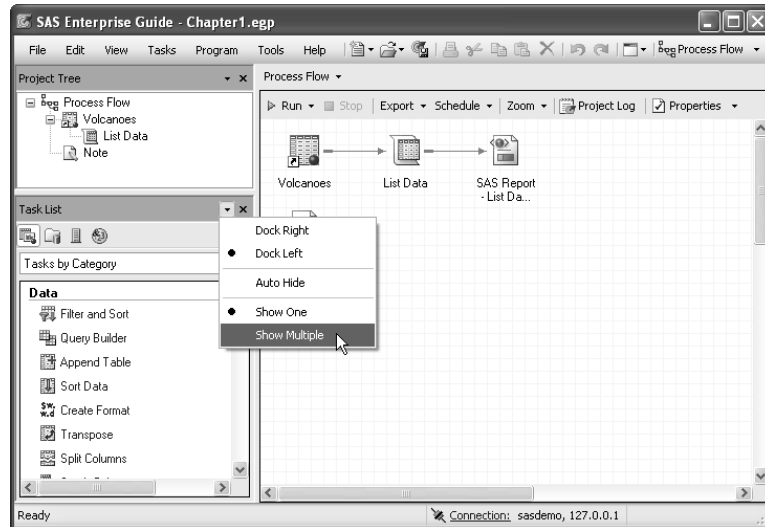 SAS Enterprise Guide - Chapter1.egp
File Edit View Tasks Program Tools Help Process Flow
Project Tree
Process Flow
Volcanoes
List Data
Note
Process Flow
Run Stop Export Schedule Zoom Project Log Properties
Volcanoes
List Data
SAS Report
- List Da...
Task List
Tasks by Category
Data
Filter and Sort
Query Builder
Append Table
Sort Data
Create Format
Transpose
Split Columns
Dock Right
Dock Left
Auto Hide
Show One
Show Multiple
Ready
Connection: sasdemo, 127.0.0.1